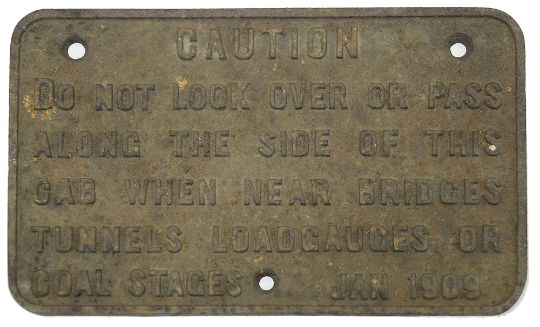 CAUTION
DO NOT LOOK OVER OR PASS
ALONG THE SIDE OF THIS
CAB WHEN NEAR BRIDGES
TUNNELS LOADGAUGES OR
COAL STAGES JAN 1909